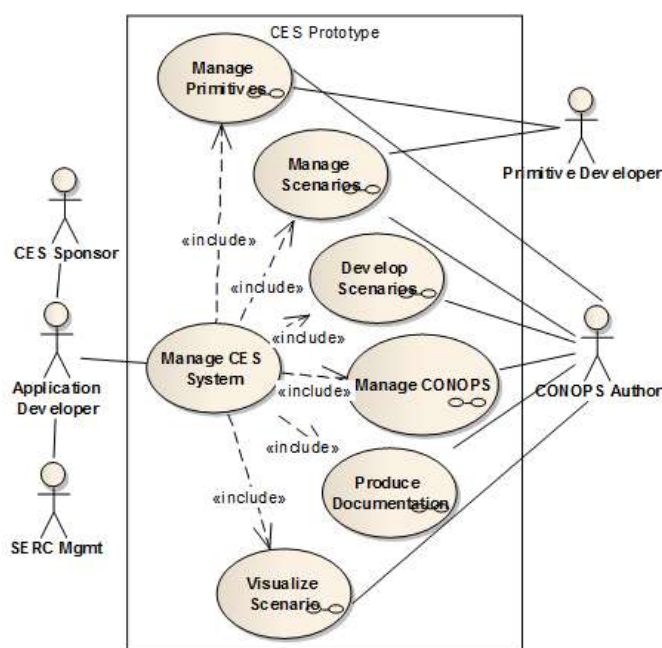 CES Prototype
Manage
Primitives
Manage
Scenarios
Primitive Developer
«include»
CES Sponsor
«include»
Develop
Scenarios
«include»
Manage CES
System
Application
Developer
«include»
Manage CONOPS
CONOPS Author
«include»
Produce
Documentation
«include»
SERC Mgmt
Visualize
Scenario